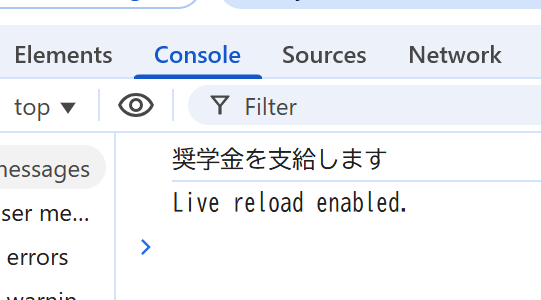 Elements Console Sources Network
top Filter
messages
奨学金を支給します
Live reload enabled.
ser me...
errors